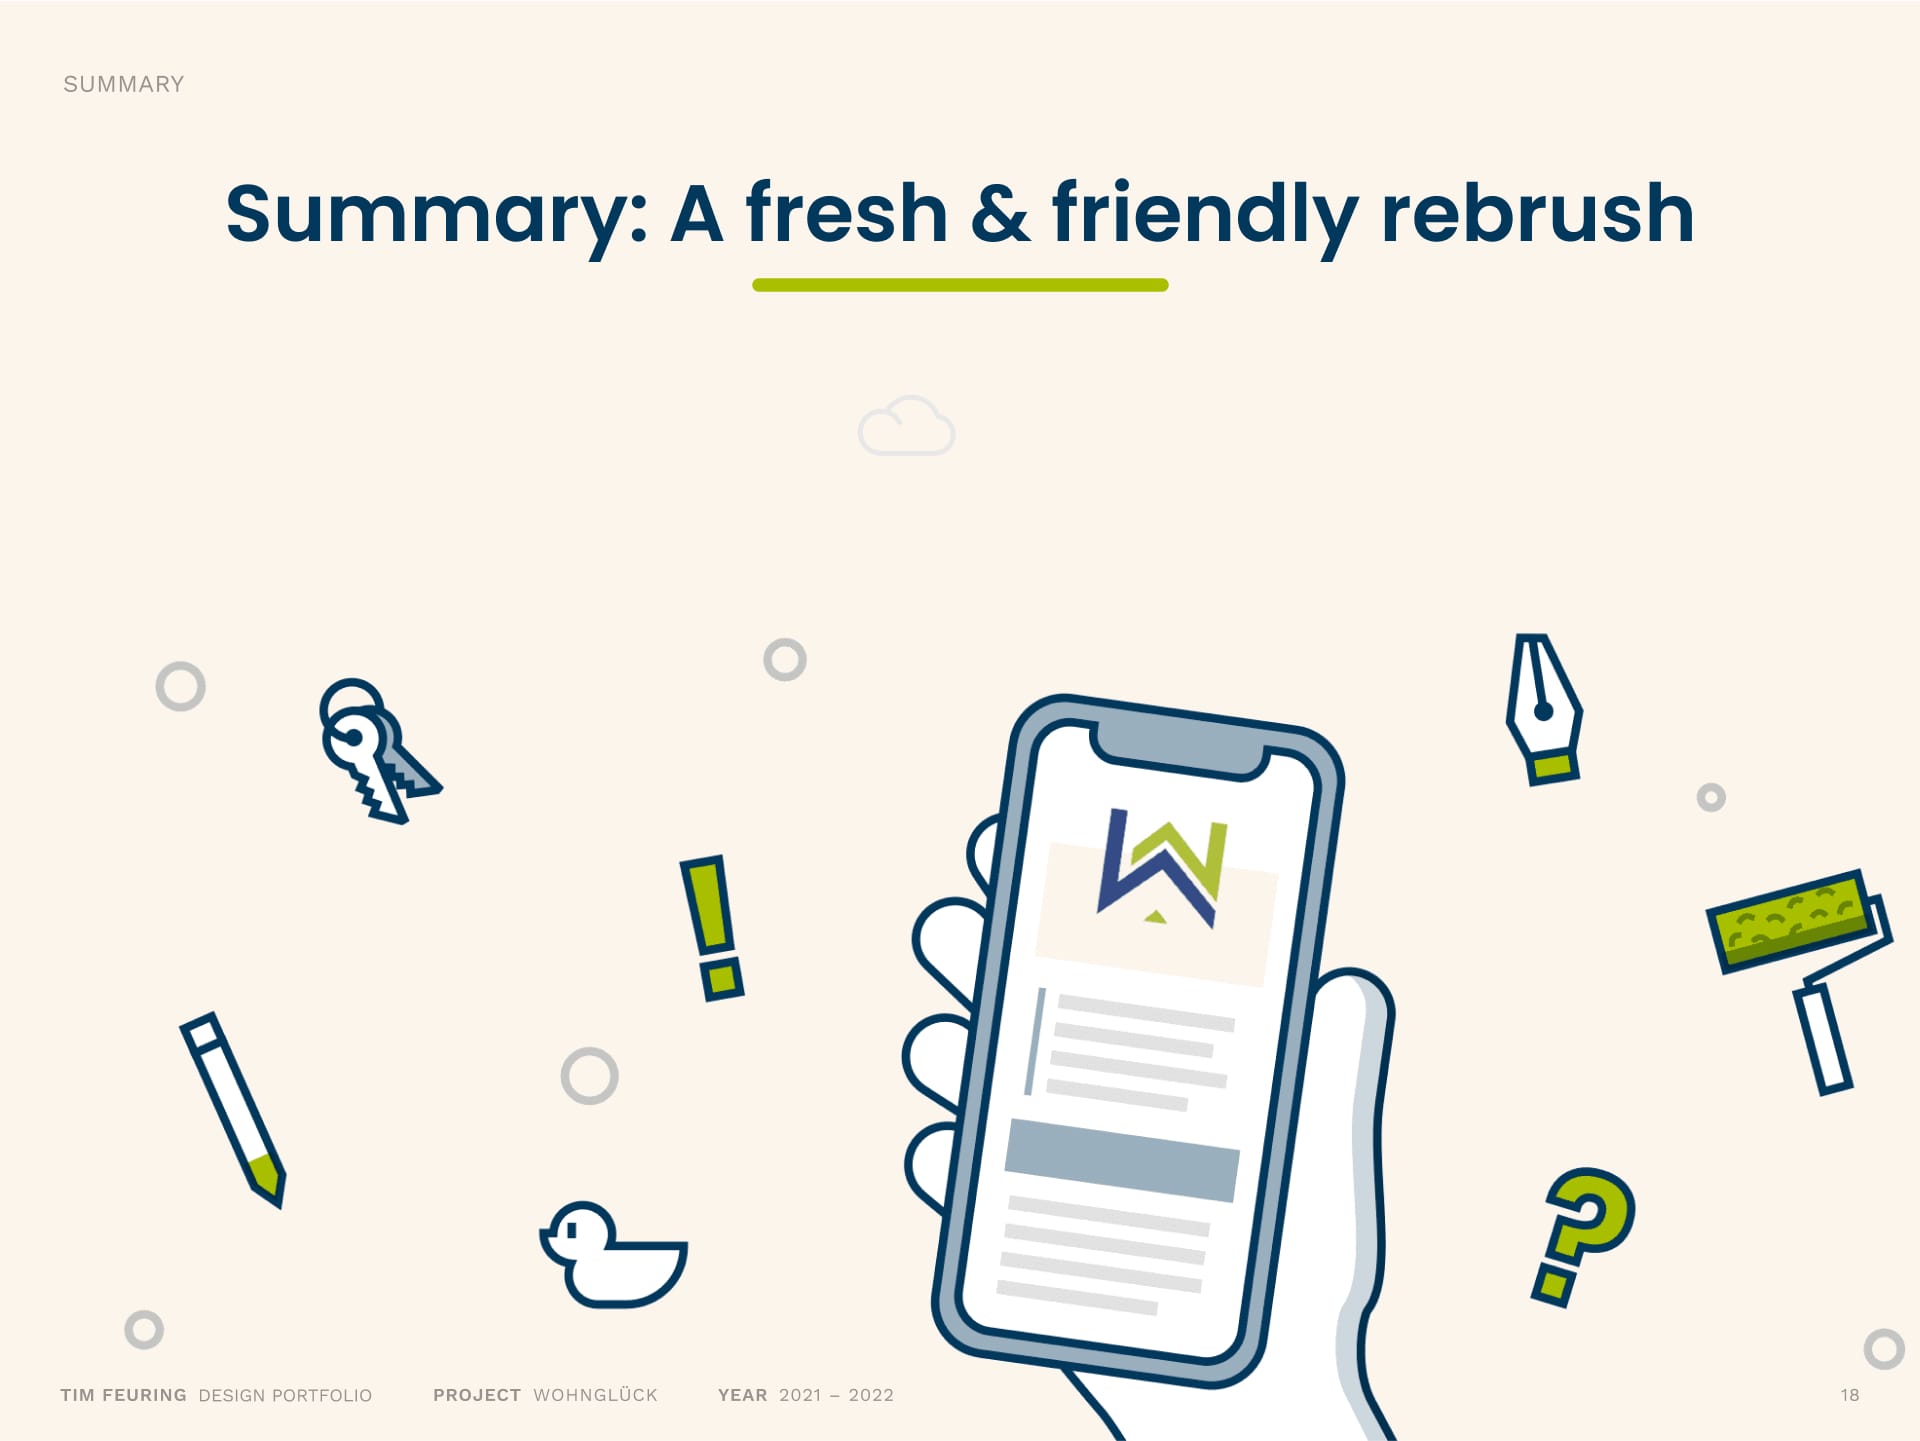 SUMMARY
Summary: A fresh & friendly rebrush
W
TIM FEURING DESIGN PORTFOLIO PROJECT WOHNGLÜCK YEAR 2021 – 2022 18